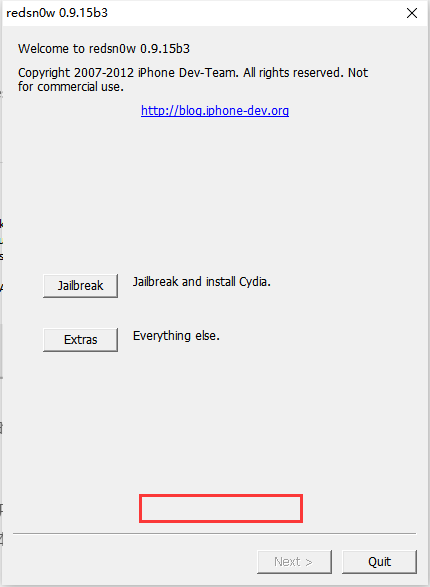 redsn0w 0.9.15b3
Welcome to redsn0w 0.9.15b3
Copyright 2007-2012 iPhone Dev-Team. All rights reserved. Not
for commercial use.
http://blog.iphone-dev.org
Jailbreak
Jailbreak and install Cydia.
Extras
Everything else.
Next >
Quit